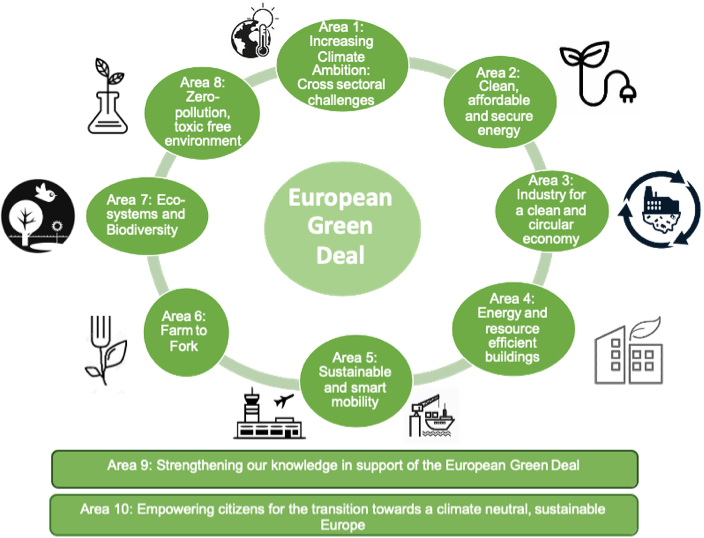 Area 1:
Increasing
Climate
Ambition:
Cross sectoral
challenges
Area 2:
Clean,
affordable
and secure
energy
Area 3:
Industry for
a clean and
circular
economy
Area 4:
Energy and
resource
efficient
buildings
Area 5:
Sustainable
and smart
mobility
Area 6:
Farm to
Fork
Area 7: Eco-
systems and
Biodiversity
Area 8:
Zero-
pollution,
toxic free
environment
European
Green
Deal
Area 9: Strengthening our knowledge in support of the European Green Deal
Area 10: Empowering citizens for the transition towards a climate neutral, sustainable
Europe